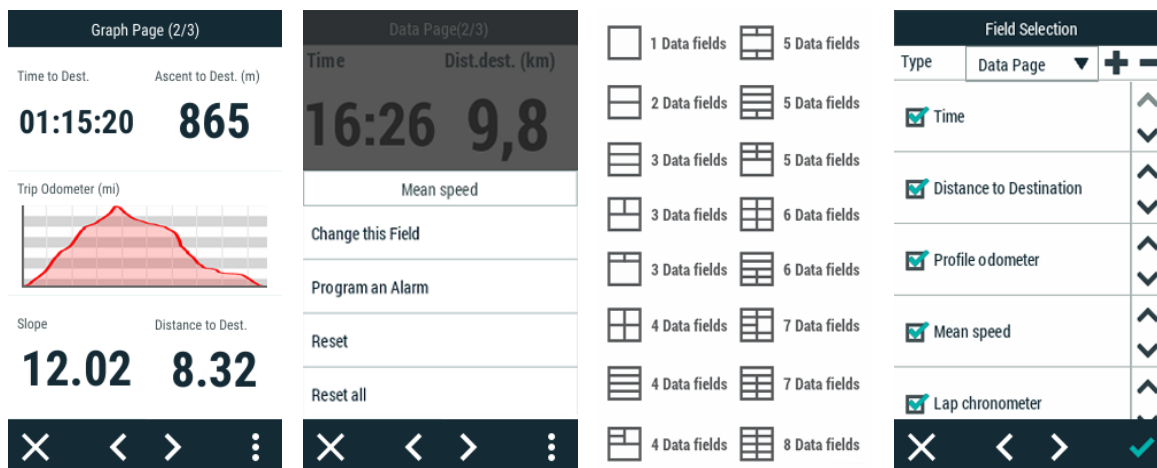 Graph Page (2/3)
Time to Dest. Ascent to Dest. (m)
01:15:20 865
Trip Odometer (mi)
Slope Distance to Dest.
12.02 8.32
Data Page(2/3)
Time Dist.dest. (km)
16:26 9,8
Mean speed
Change this Field
Program an Alarm
Reset
Reset all
1 Data fields 5 Data fields
2 Data fields 5 Data fields
3 Data fields 5 Data fields
3 Data fields 6 Data fields
3 Data fields 6 Data fields
4 Data fields 7 Data fields
4 Data fields 7 Data fields
4 Data fields 8 Data fields
Field Selection
Type Data Page
Time
Distance to Destination
Profile odometer
Mean speed
Lap chronometer